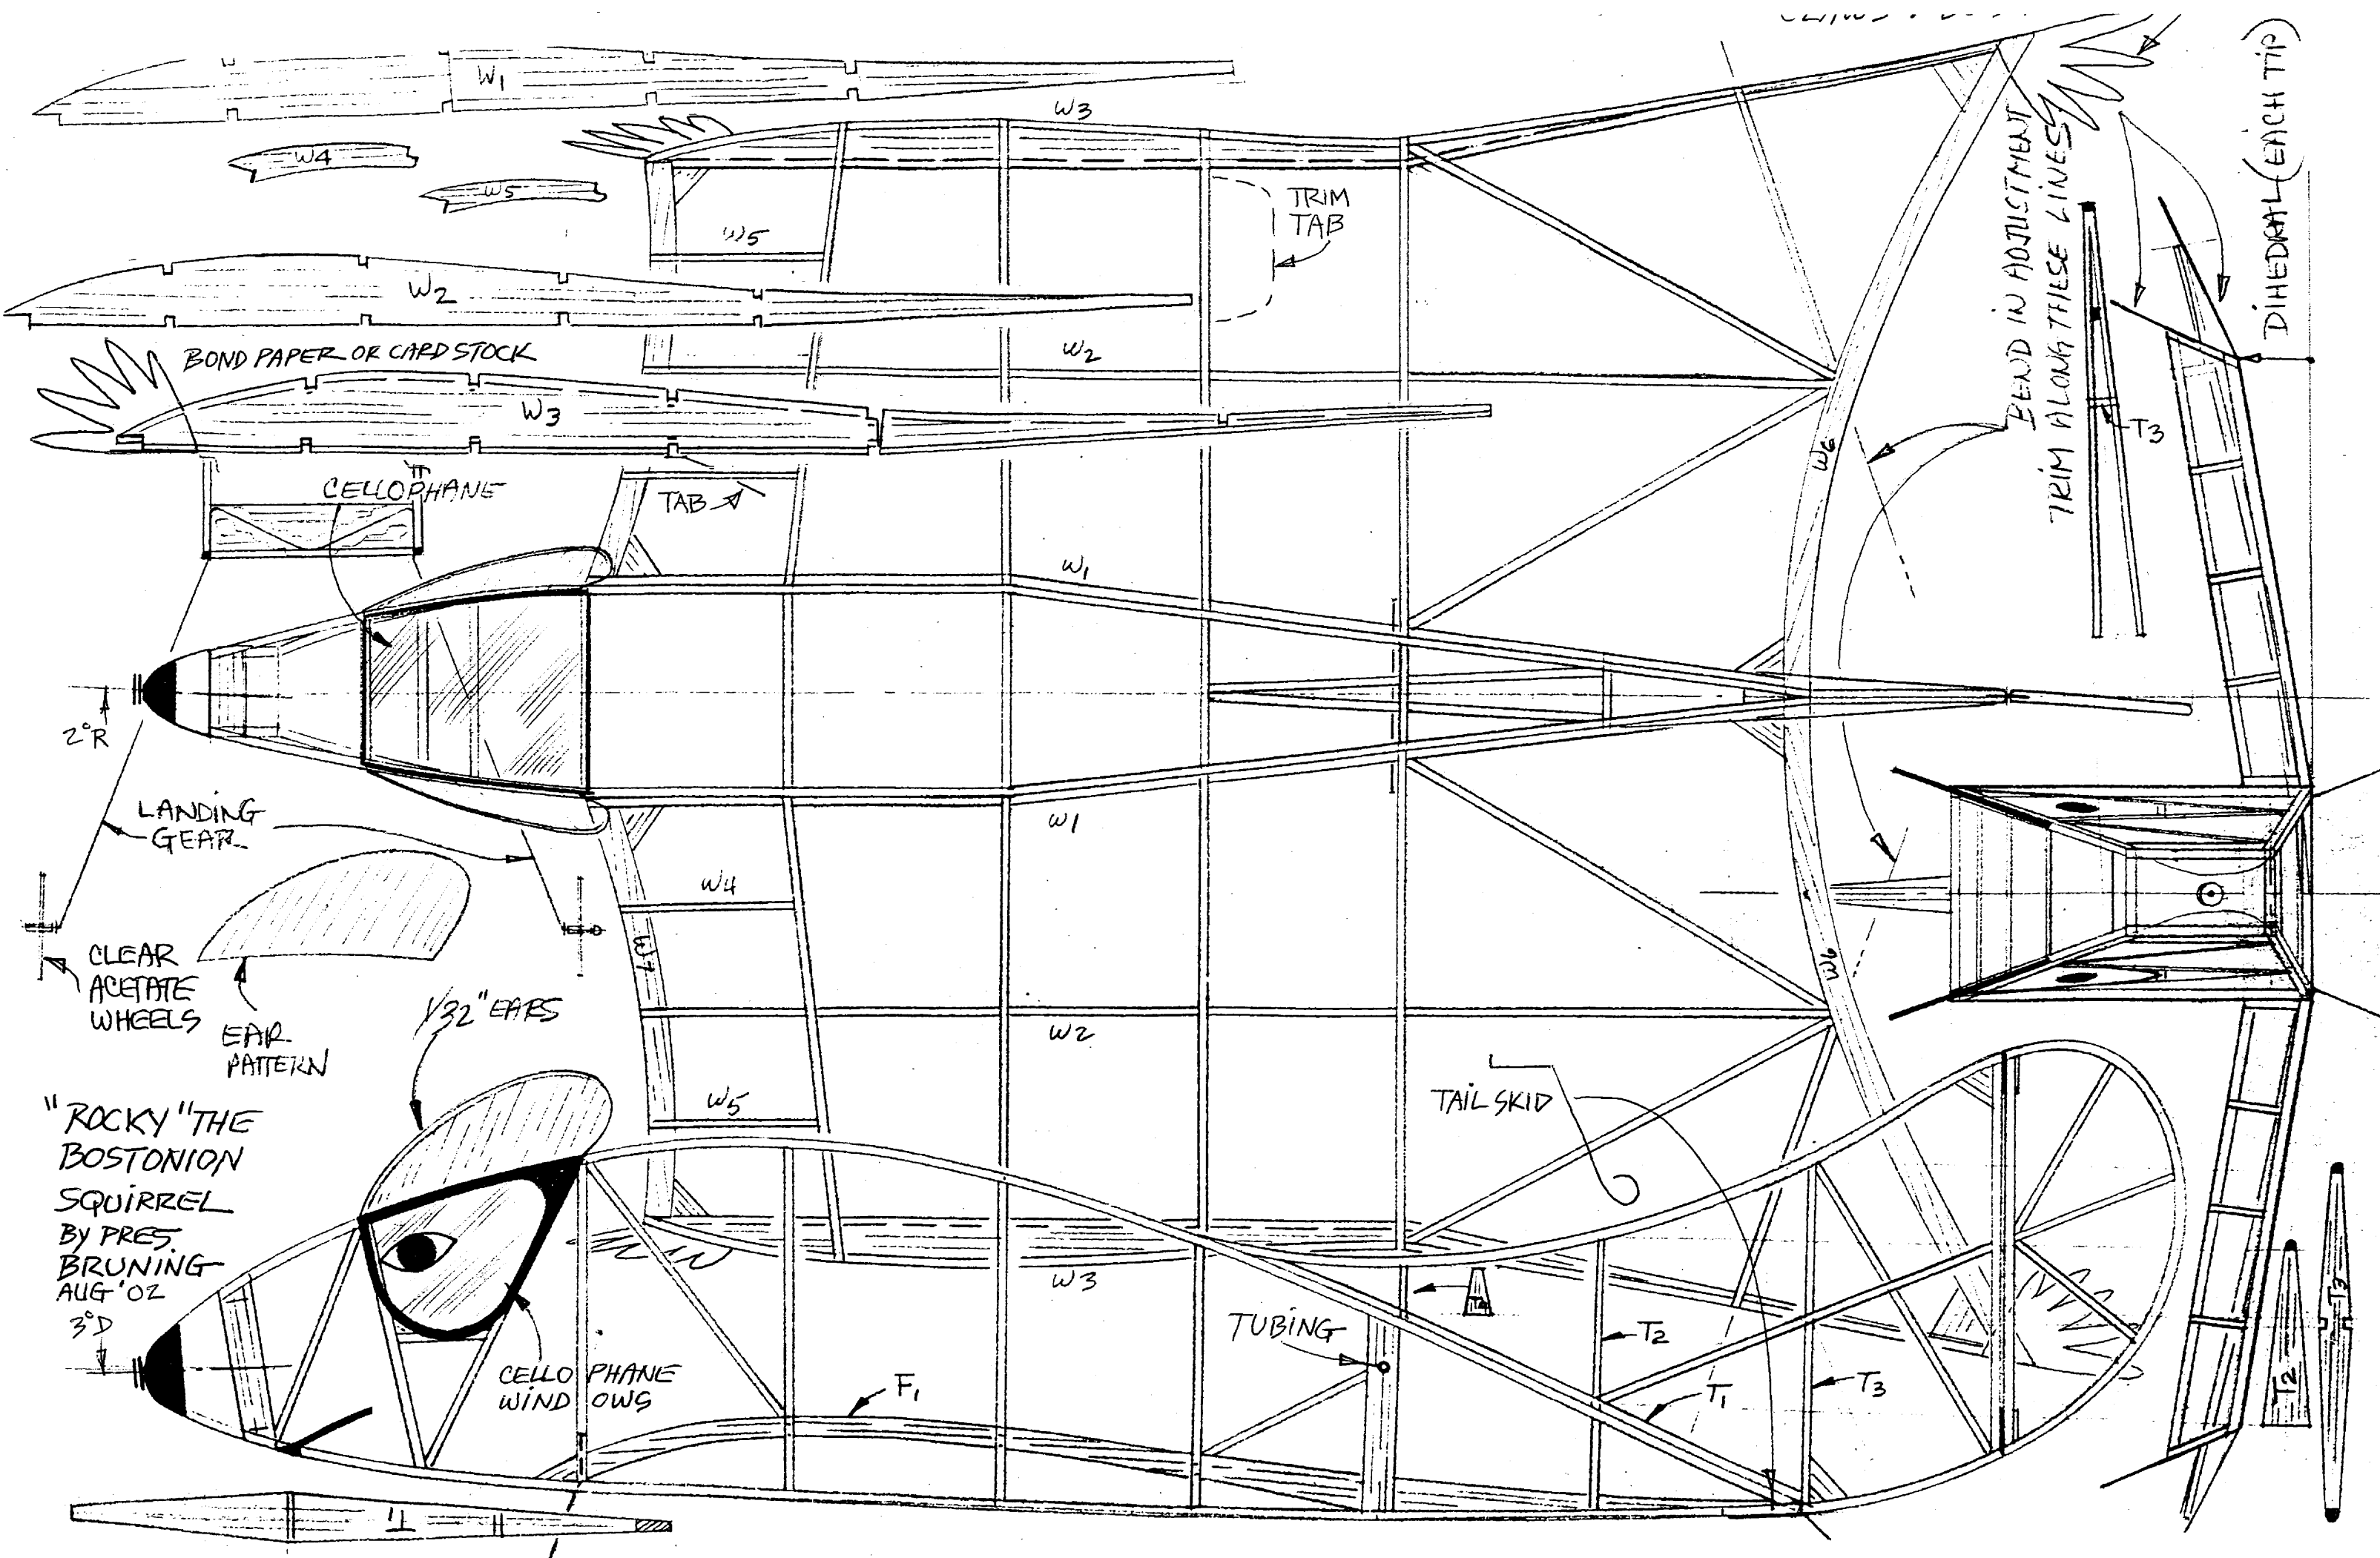 W1
W3
W4
W5
TRIM
TAB
W5
W2
W2
BOND PAPER OR CARD STOCK
W3
DIHEDRAL (EACH TIP)
BEND IN ADJUSTMENT
TRIM ALONG THESE LINES
T3
W6
CELLOPHANE
TAB
W1
2°R
LANDING
GEAR
W1
W4
W7
W6
CLEAR
ACETATE
WHEELS
EAR
PATTERN
1/32" EARS
W2
W5
TAIL SKID
"ROCKY" THE
BOSTONION
SQUIRREL
BY PRES
BRUNING
AUG '02
3°D
W3
TUBING
T2
T1
T3
CELLOPHANE
WINDOWS
F1
T2
T3
T1